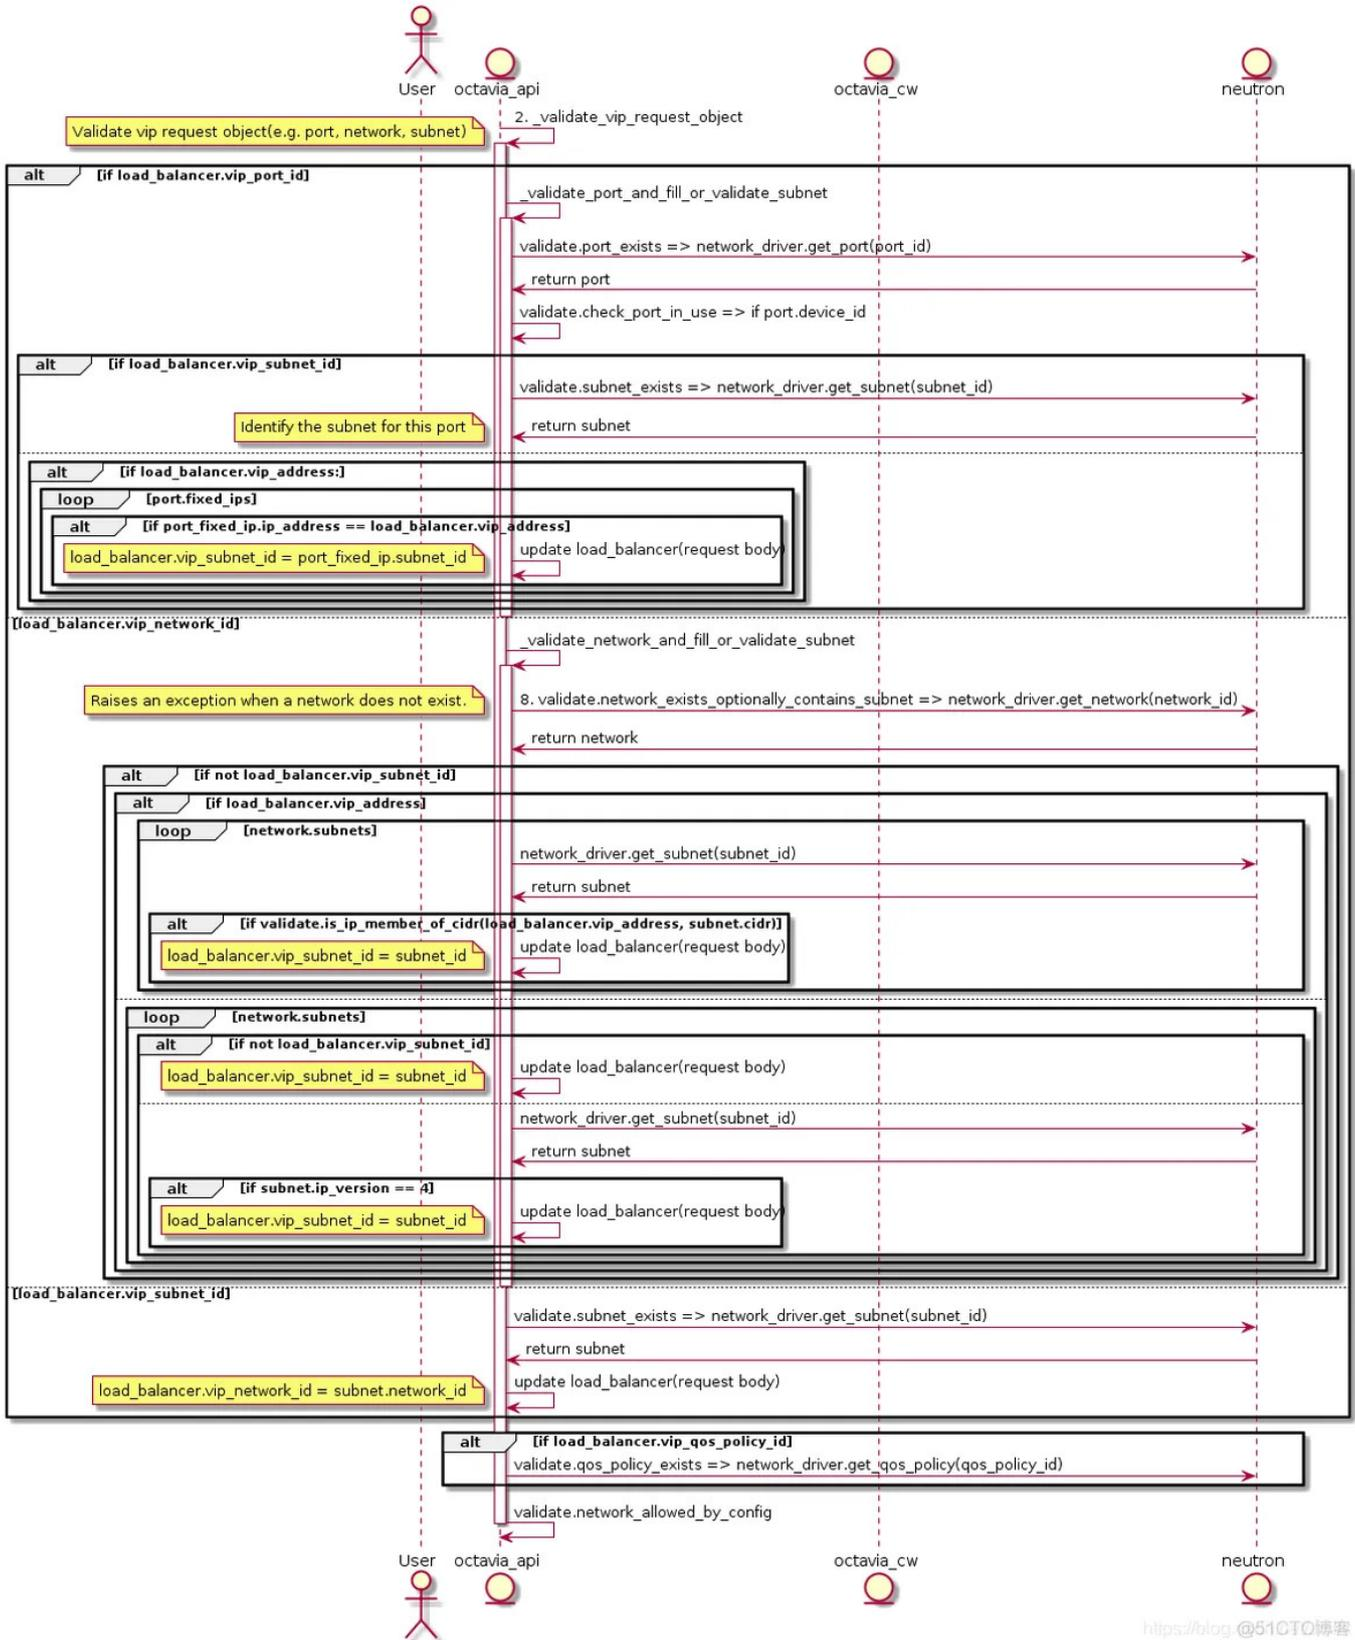 User
octavia_api
octavia_cw
neutron
2. _validate_vip_request_object
Validate vip request object(e.g. port, network, subnet)
alt [if load_balancer.vip_port_id]
_validate_port_and_fill_or_validate_subnet
validate.port_exists => network_driver.get_port(port_id)
return port
validate.check_port_in_use => if port.device_id
alt [if load_balancer.vip_subnet_id]
validate.subnet_exists => network_driver.get_subnet(subnet_id)
Identify the subnet for this port
return subnet
alt [if load_balancer.vip_address:]
loop [port.fixed_ips]
alt [if port_fixed_ip.ip_address == load_balancer.vip_address]
update load_balancer(request body)
load_balancer.vip_subnet_id = port_fixed_ip.subnet_id
[load_balancer.vip_network_id]
_validate_network_and_fill_or_validate_subnet
Raises an exception when a network does not exist.
8. validate.network_exists_optionally_contains_subnet => network_driver.get_network(network_id)
return network
alt [if not load_balancer.vip_subnet_id]
alt [if load_balancer.vip_address]
loop [network.subnets]
network_driver.get_subnet(subnet_id)
return subnet
alt [if validate.is_ip_member_of_cidr(load_balancer.vip_address, subnet.cidr)]
update load_balancer(request body)
load_balancer.vip_subnet_id = subnet_id
loop [network.subnets]
alt [if not load_balancer.vip_subnet_id]
update load_balancer(request body)
load_balancer.vip_subnet_id = subnet_id
network_driver.get_subnet(subnet_id)
return subnet
alt [if subnet.ip_version == 4]
update load_balancer(request body)
load_balancer.vip_subnet_id = subnet_id
[load_balancer.vip_subnet_id]
validate.subnet_exists => network_driver.get_subnet(subnet_id)
return subnet
update load_balancer(request body)
load_balancer.vip_network_id = subnet.network_id
alt [if load_balancer.vip_qos_policy_id]
validate.qos_policy_exists => network_driver.get_qos_policy(qos_policy_id)
validate.network_allowed_by_config
User
octavia_api
octavia_cw
neutron
https://blog. @51CTO博客